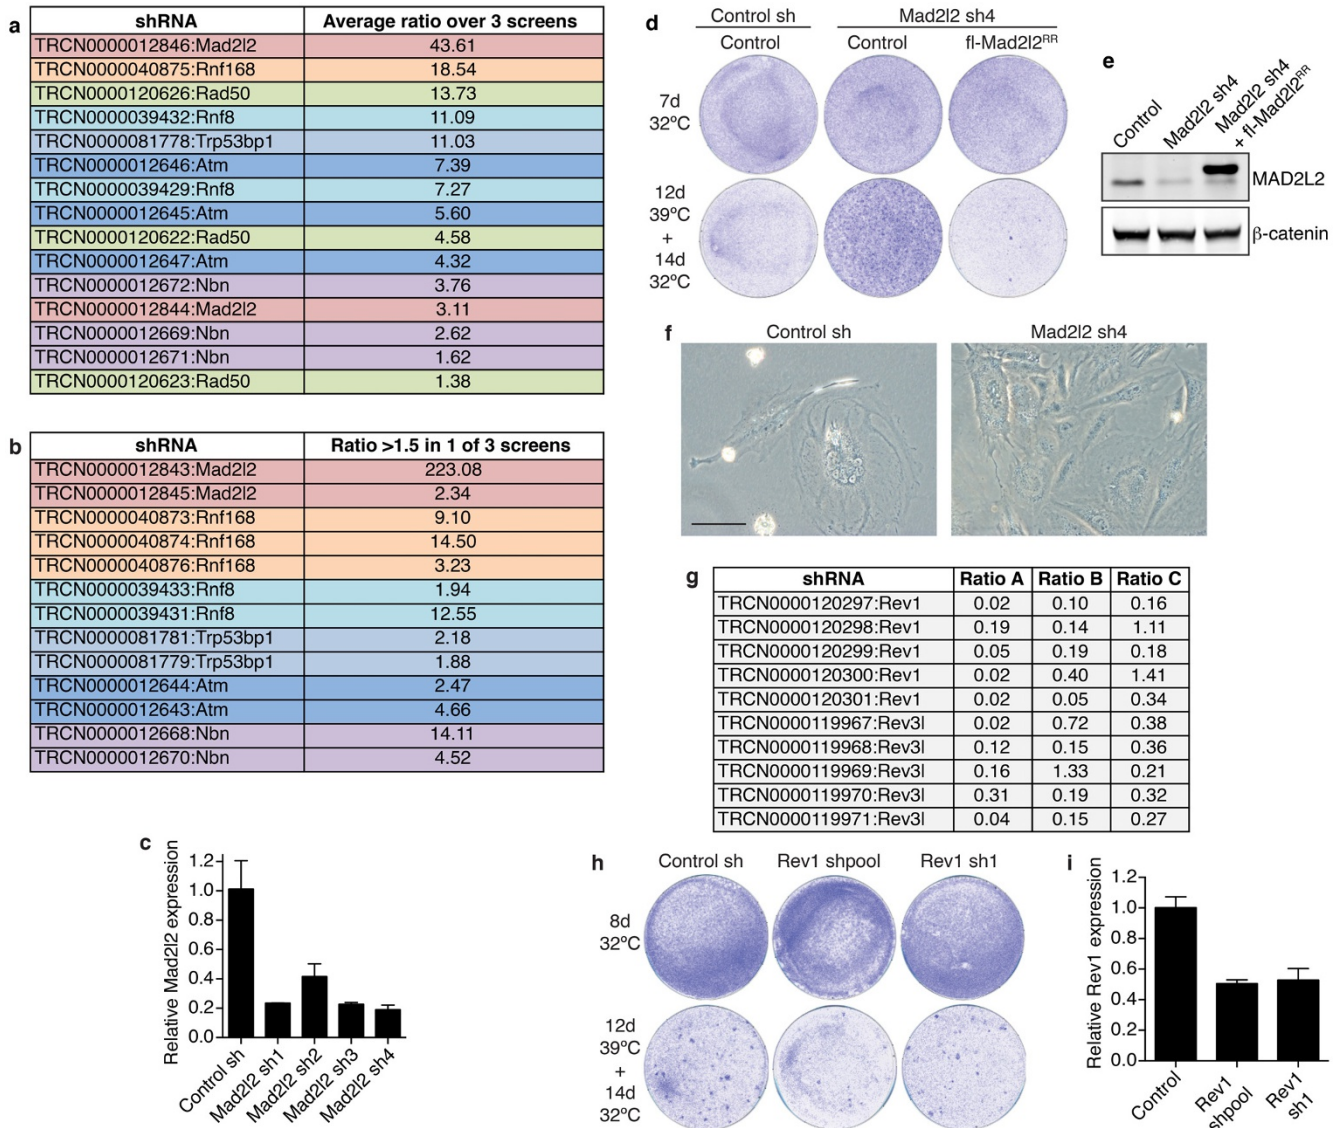 a
shRNA Average ratio over 3 screens
TRCN0000012846:Mad2l2 43.61
TRCN0000040875:Rnf168 18.54
TRCN0000120626:Rad50 13.73
TRCN0000039432:Rnf8 11.09
TRCN0000081778:Trp53bp1 11.03
TRCN0000012646:Atm 7.39
TRCN0000039429:Rnf8 7.27
TRCN0000012645:Atm 5.60
TRCN0000120622:Rad50 4.58
TRCN0000012647:Atm 4.32
TRCN0000012672:Nbn 3.76
TRCN0000012844:Mad2l2 3.11
TRCN0000012669:Nbn 2.62
TRCN0000012671:Nbn 1.62
TRCN0000120623:Rad50 1.38
b
shRNA Ratio >1.5 in 1 of 3 screens
TRCN0000012843:Mad2l2 223.08
TRCN0000012845:Mad2l2 2.34
TRCN0000040873:Rnf168 9.10
TRCN0000040874:Rnf168 14.50
TRCN0000040876:Rnf168 3.23
TRCN0000039433:Rnf8 1.94
TRCN0000039431:Rnf8 12.55
TRCN0000081781:Trp53bp1 2.18
TRCN0000081779:Trp53bp1 1.88
TRCN0000012644:Atm 2.47
TRCN0000012643:Atm 4.66
TRCN0000012668:Nbn 14.11
TRCN0000012670:Nbn 4.52
c
Relative Mad2l2 expression
1.2
1.0
0.8
0.6
0.4
0.2
0.0
Control sh
Mad2l2 sh1
Mad2l2 sh2
Mad2l2 sh3
Mad2l2 sh4
d
Control sh Mad2l2 sh4
Control Control fl-Mad2l2RR
7d
32ºC
12d
39ºC
+
14d
32ºC
e
Control
Mad2l2 sh4
Mad2l2 sh4
+ fl-Mad2l2RR
MAD2L2
β-catenin
f
Control sh Mad2l2 sh4
g
shRNA Ratio A Ratio B Ratio C
TRCN0000120297:Rev1 0.02 0.10 0.16
TRCN0000120298:Rev1 0.19 0.14 1.11
TRCN0000120299:Rev1 0.05 0.19 0.18
TRCN0000120300:Rev1 0.02 0.40 1.41
TRCN0000120301:Rev1 0.02 0.05 0.34
TRCN0000119967:Rev3l 0.02 0.72 0.38
TRCN0000119968:Rev3l 0.12 0.15 0.36
TRCN0000119969:Rev3l 0.16 1.33 0.21
TRCN0000119970:Rev3l 0.31 0.19 0.32
TRCN0000119971:Rev3l 0.04 0.15 0.27
h
Control sh Rev1 shpool Rev1 sh1
8d
32ºC
12d
39ºC
+
14d
32ºC
i
Relative Rev1 expression
1.2
1.0
0.8
0.6
0.4
0.2
0.0
Control
Rev1
shpool
Rev1
sh1